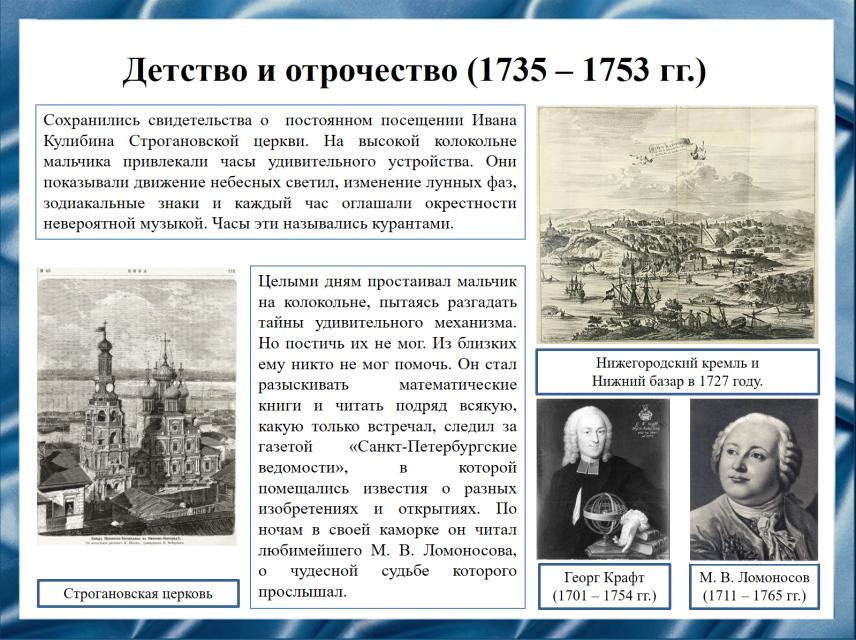 Детство и отрочество (1735 – 1753 гг.)
Сохранились свидетельства о постоянном посещении Ивана
Кулибина Строгановской церкви. На высокой колокольне
мальчика привлекали часы удивительного устройства. Они
показывали движение небесных светил, изменение лунных фаз,
зодиакальные знаки и каждый час оглашали окрестности
невероятной музыкой. Часы эти назывались курантами.
Целыми дням простаивал мальчик
на колокольне, пытаясь разгадать
тайны удивительного механизма.
Но постичь их не мог. Из близких
ему никто не мог помочь. Он стал
разыскивать математические
книги и читать подряд всякую,
какую только встречал, следил за
газетой «Санкт-Петербургские
ведомости», в которой
помещались известия о разных
изобретениях и открытиях. По
ночам в своей каморке он читал
любимейшего М. В. Ломоносова,
о чудесной судьбе которого
прослышал.
Строгановская церковь
Нижегородский кремль и
Нижний базар в 1727 году.
Георг Крафт
(1701 – 1754 гг.)
М. В. Ломоносов
(1711 – 1765 гг.)